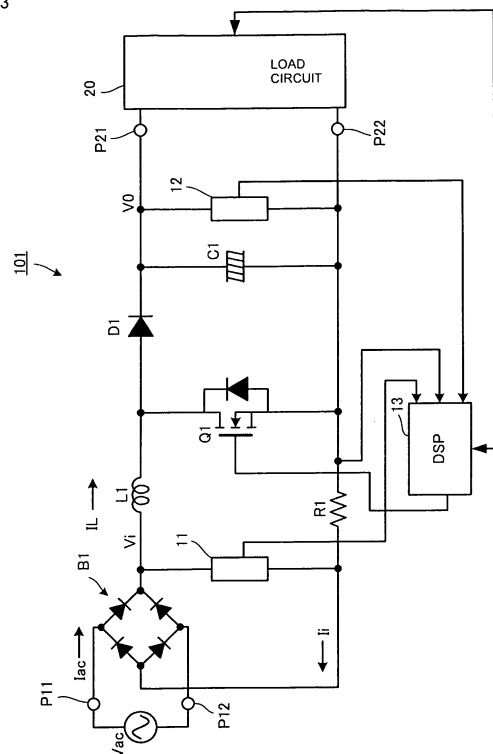 3
LOAD
CIRCUIT
20
P21
P22
12
V0
C1
101
D1
Q1
13
DSP
L1
IL
R1
Vi
11
B1
Iac
Ii
P11
P12
Vac